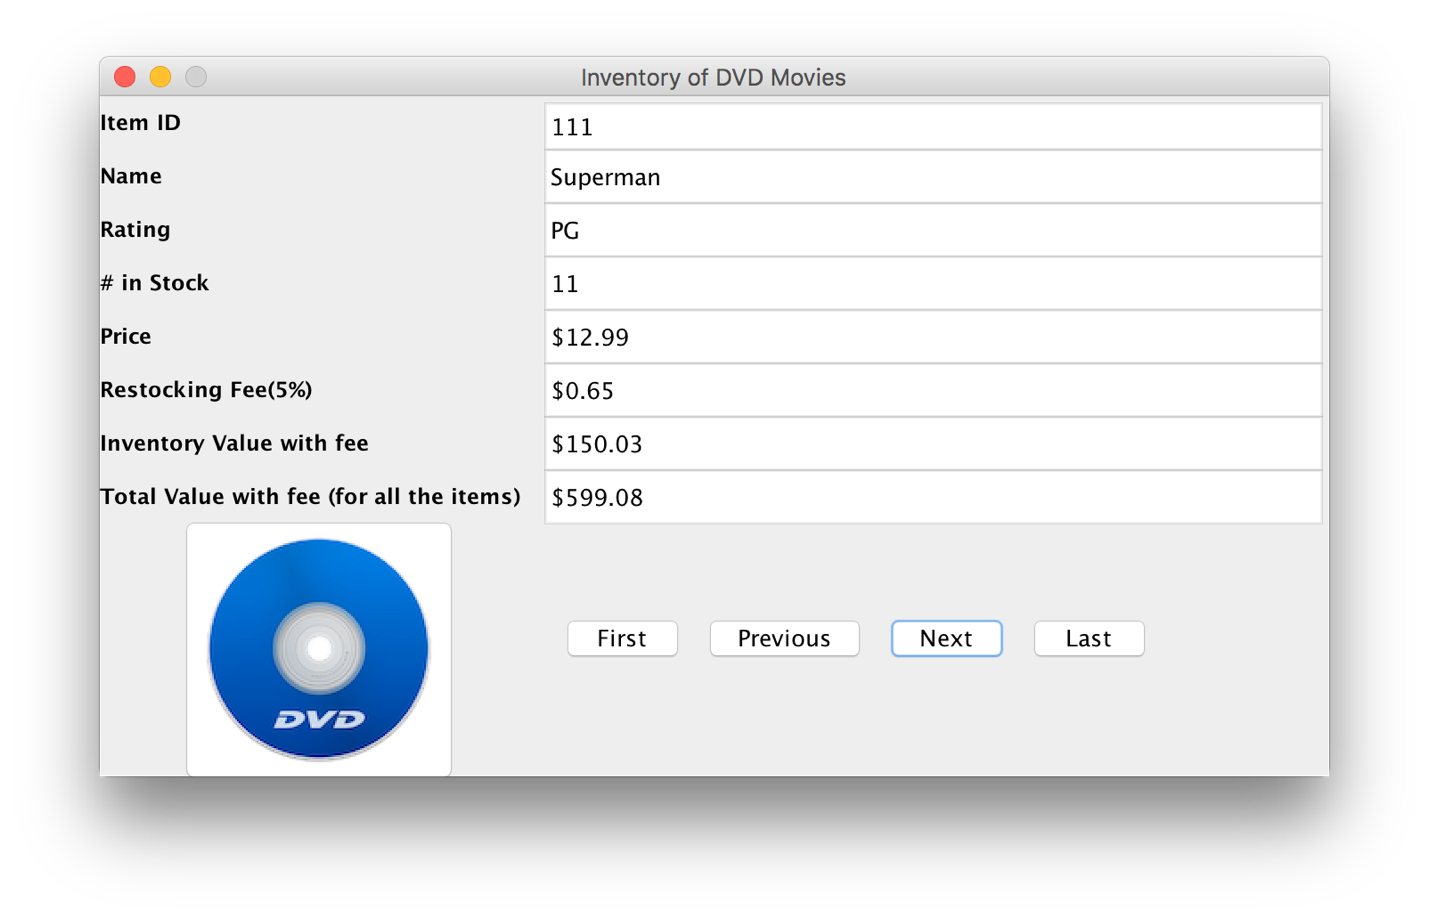 Inventory of DVD Movies
Item ID 111
Name Superman
Rating PG
# in Stock 11
Price $12.99
Restocking Fee(5%) $0.65
Inventory Value with fee $150.03
Total Value with fee (for all the items) $599.08
First Previous Next Last
DVD